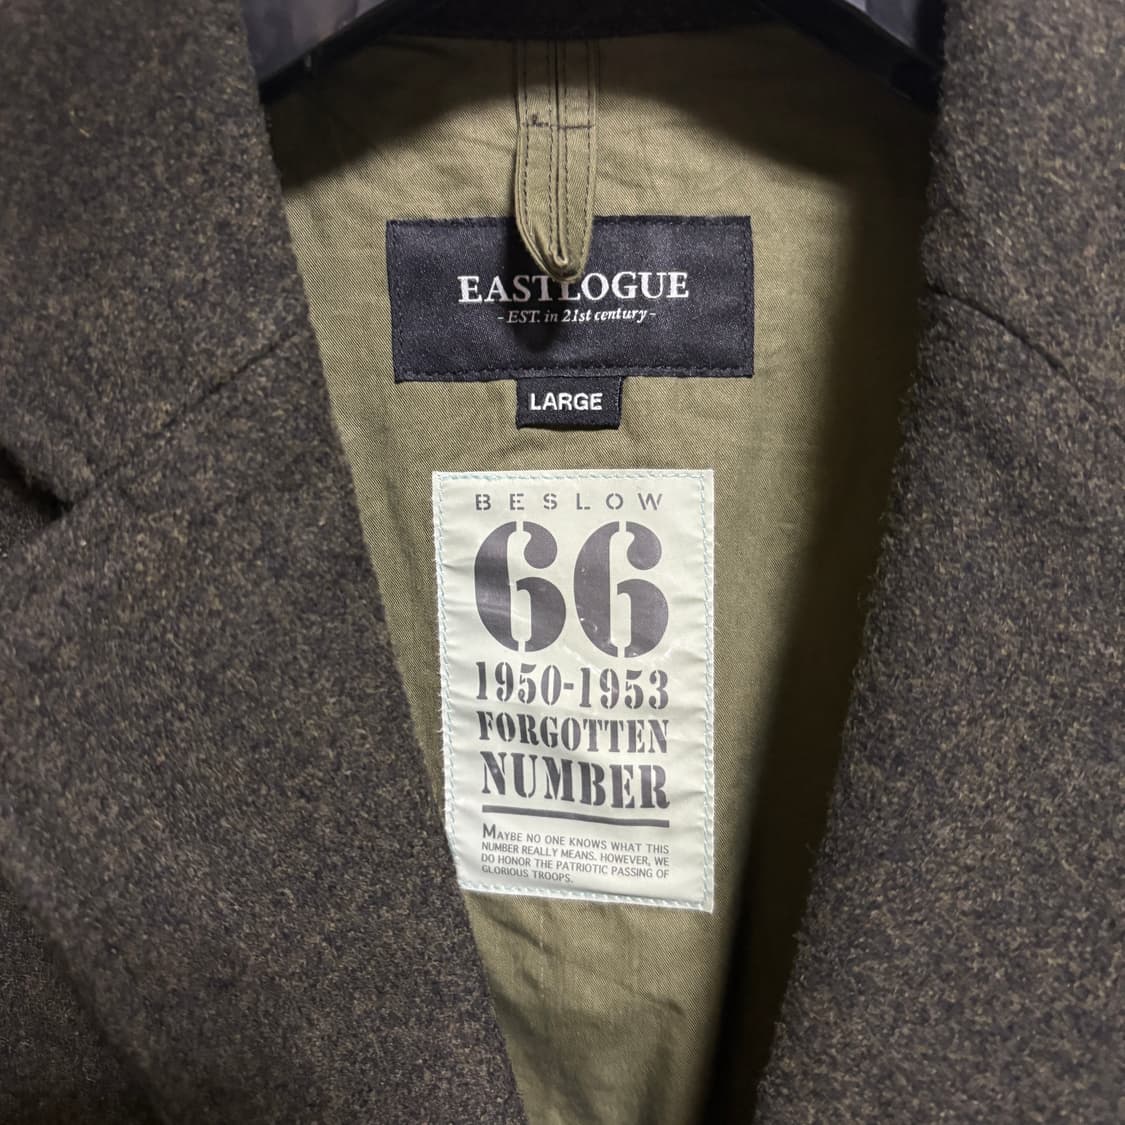 EASTLOGUE
- EST. in 21st century -
LARGE
BESLOW
66
1950-1953
FORGOTTEN
NUMBER
MAYBE NO ONE KNOWS WHAT THIS
NUMBER REALLY MEANS. HOWEVER, WE
DO HONOR THE PATRIOTIC PASSING OF
GLORIOUS TROOPS.